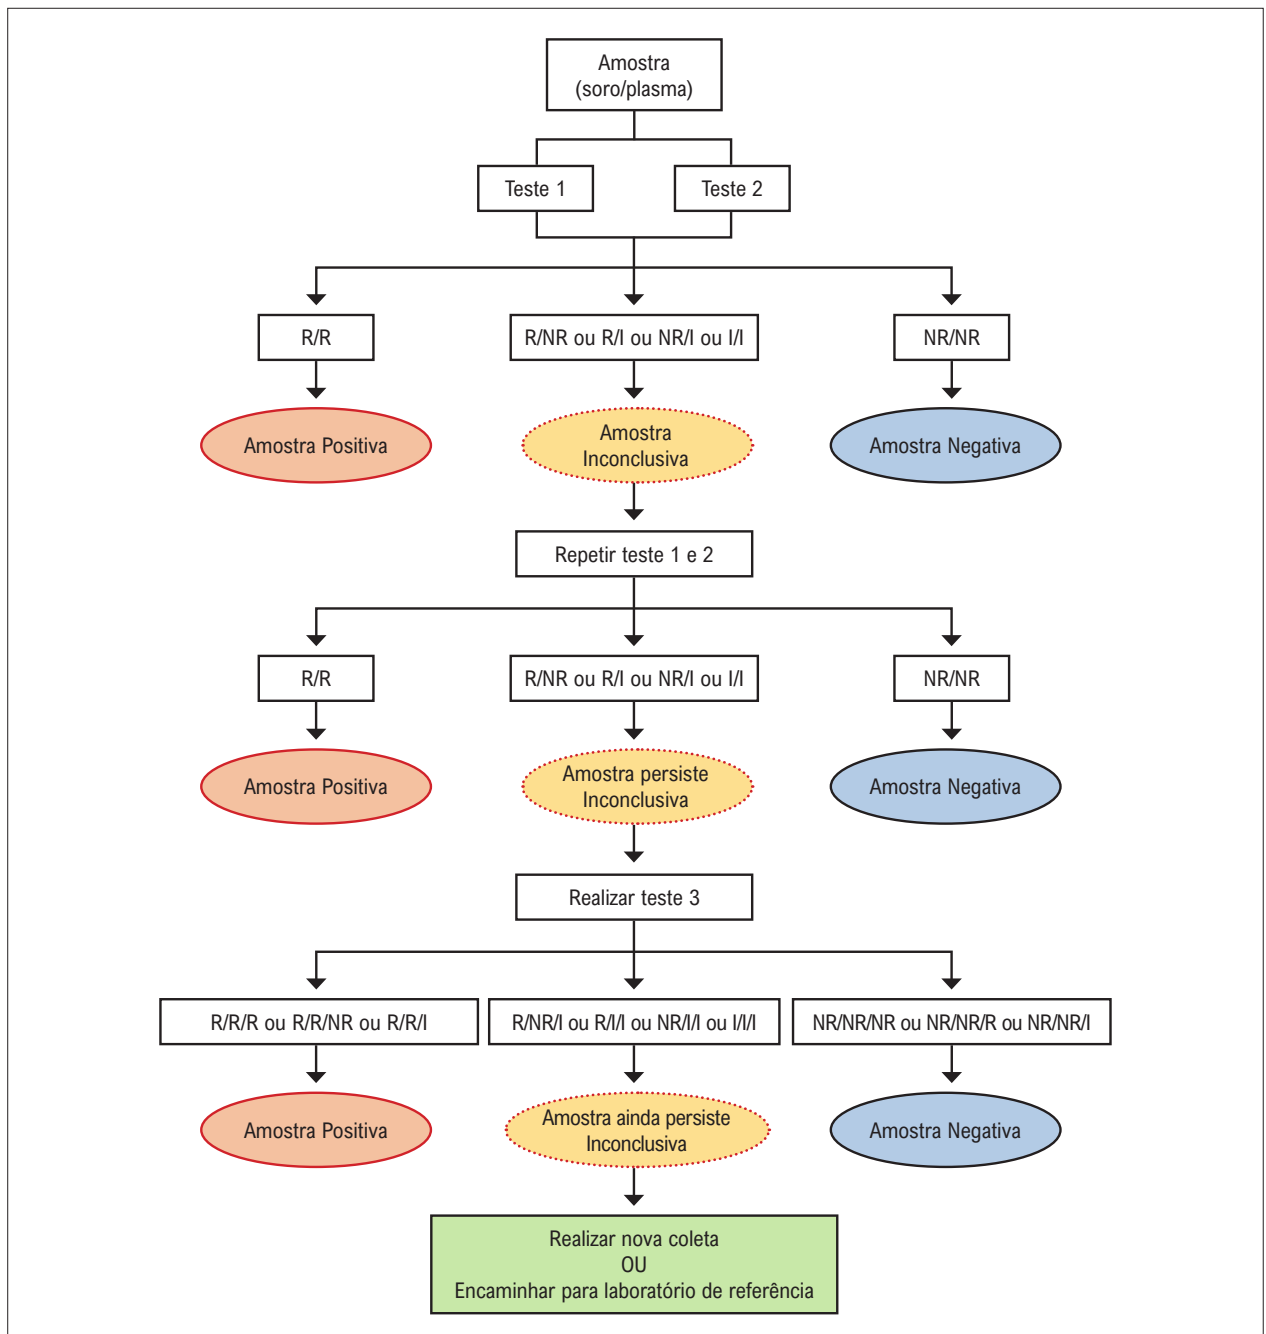 Amostra
(soro/plasma)
Teste 1
Teste 2
R/R
R/NR ou R/I ou NR/I ou I/I
NR/NR
Amostra Positiva
Amostra
Inconclusiva
Amostra Negativa
Repetir teste 1 e 2
R/R
R/NR ou R/I ou NR/I ou I/I
NR/NR
Amostra Positiva
Amostra persiste
Inconclusiva
Amostra Negativa
Realizar teste 3
R/R/R ou R/R/NR ou R/R/I
R/NR/I ou R/I/I ou NR/I/I ou I/I/I
NR/NR/NR ou NR/NR/R ou NR/NR/I
Amostra Positiva
Amostra ainda persiste
Inconclusiva
Amostra Negativa
Realizar nova coleta
OU
Encaminhar para laboratório de referência